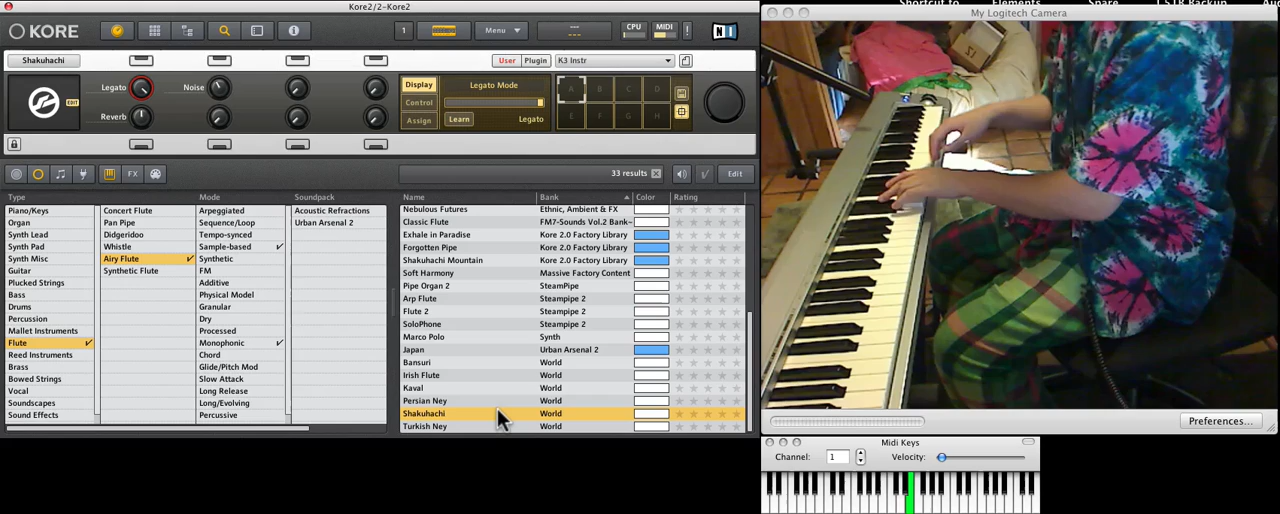 Kore2/2-Kore2
KORE
1
Menu
---
--- 
CPU
MIDI
!
NI
Shakuhachi
User
Plugin
K3 Instr
Legato
Noise
Reverb
EDIT
Display
Control
Assign
Legato Mode
Learn
Legato
A B C D
E F G H
FX
33 results
Edit
Type
Mode
Soundpack
Piano/Keys
Organ
Synth Lead
Synth Pad
Synth Misc
Guitar
Plucked Strings
Bass
Drums
Percussion
Mallet Instruments
Flute
Reed Instruments
Brass
Bowed Strings
Vocal
Soundscapes
Sound Effects
Concert Flute
Pan Pipe
Didgeridoo
Whistle
Airy Flute
Synthetic Flute
Arpeggiated
Sequence/Loop
Tempo-synced
Sample-based
Synthetic
FM
Additive
Physical Model
Granular
Dry
Processed
Monophonic
Chord
Glide/Pitch Mod
Slow Attack
Long Release
Long/Evolving
Percussive
Acoustic Refractions
Urban Arsenal 2
Name Bank Color Rating
Nebulous Futures Ethnic, Ambient & FX
Classic Flute FM7-Sounds Vol.2 Bank-
Exhale in Paradise Kore 2.0 Factory Library
Forgotten Pipe Kore 2.0 Factory Library
Shakuhachi Mountain Kore 2.0 Factory Library
Soft Harmony Massive Factory Content
Pipe Organ 2 SteamPipe
Arp Flute Steampipe 2
Flute 2 Steampipe 2
SoloPhone Steampipe 2
Marco Polo Synth
Japan Urban Arsenal 2
Bansuri World
Irish Flute World
Kaval World
Persian Ney World
Shakuhachi World
Turkish Ney World
Shortcut to Elements Spare LSTR Backup
My Logitech Camera
Preferences...
Midi Keys
Channel: 1 Velocity: